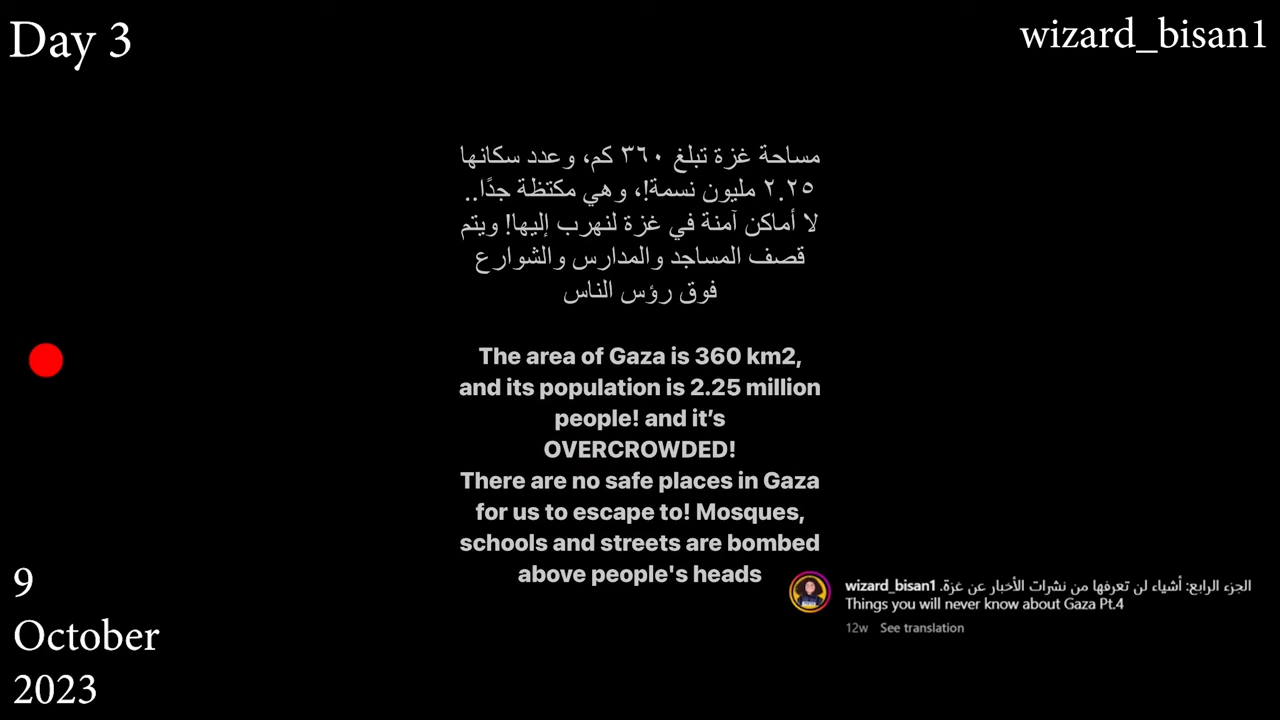 Day 3
wizard_bisan1
مساحة غزة تبلغ ٣٦٠ كم، وعدد سكانها
٢.٢٥ مليون نسمة!، وهي مكتظة جدًا..
لا أماكن آمنة في غزة لنهرب إليها! ويتم
قصف المساجد والمدارس والشوارع
فوق رؤس الناس
The area of Gaza is 360 km2,
and its population is 2.25 million
people! and it’s
OVERCROWDED!
There are no safe places in Gaza
for us to escape to! Mosques,
schools and streets are bombed
above people's heads
wizard_bisan1 الجزء الرابع: أشياء لن تعرفها من نشرات الأخبار عن غزة.
Things you will never know about Gaza Pt.4
12w See translation
9
October
2023